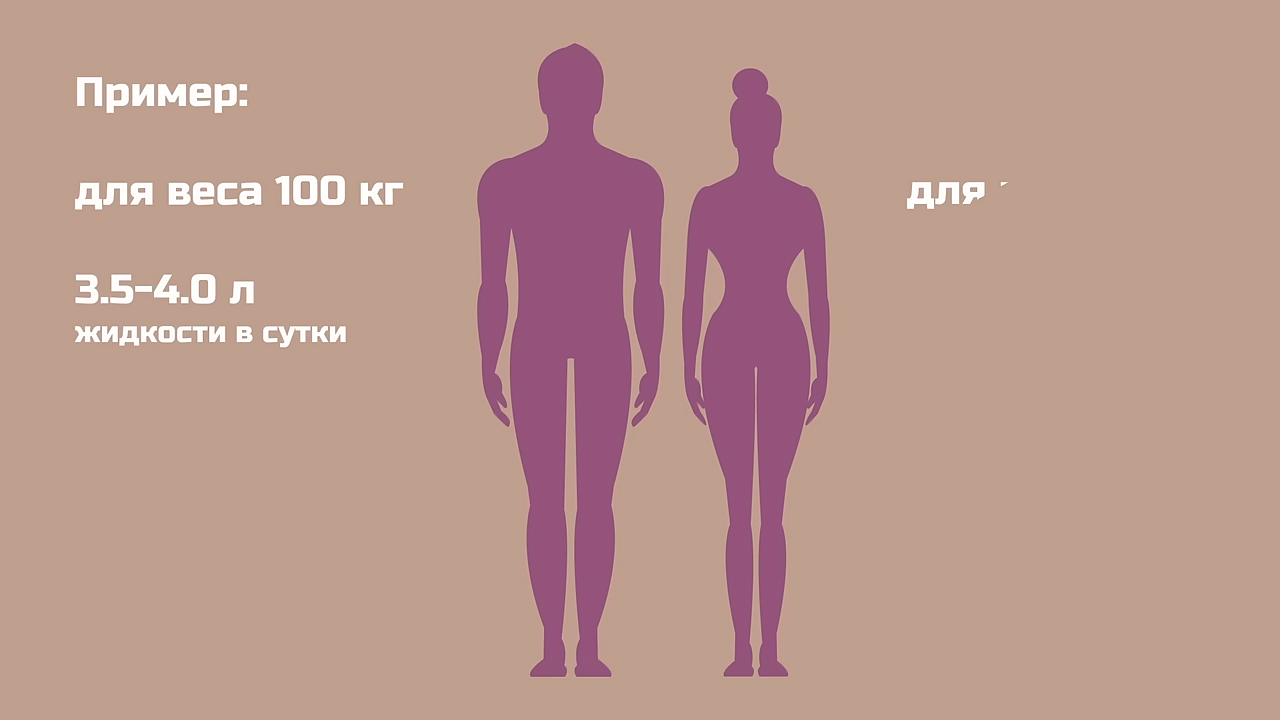 Пример:
для веса 100 кг
3.5-4.0 л
жидкости в сутки
для